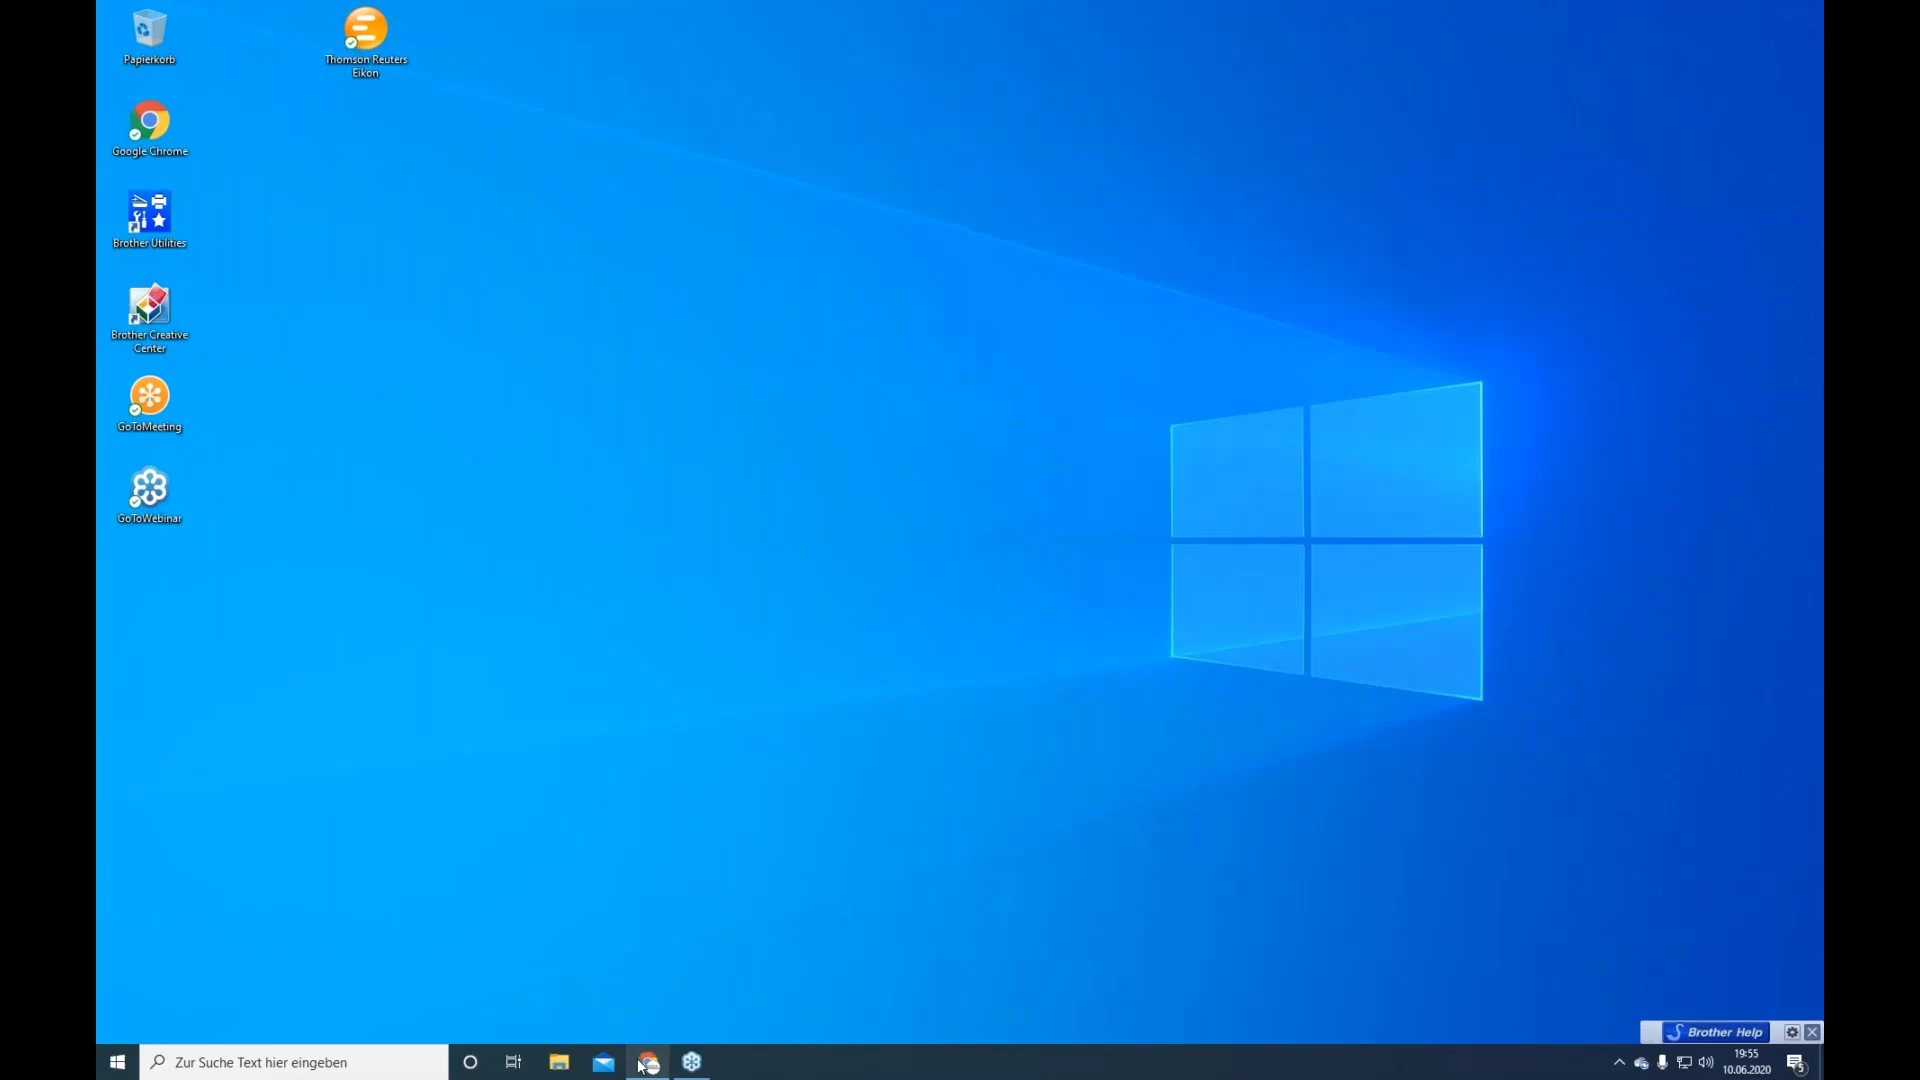 Papierkorb
Thomson Reuters
Eikon
Google Chrome
Brother Utilities
Brother Creative
Center
GoToMeeting
GoToWebinar
Brother Help
Zur Suche Text hier eingeben
19:55
10.06.2020
5